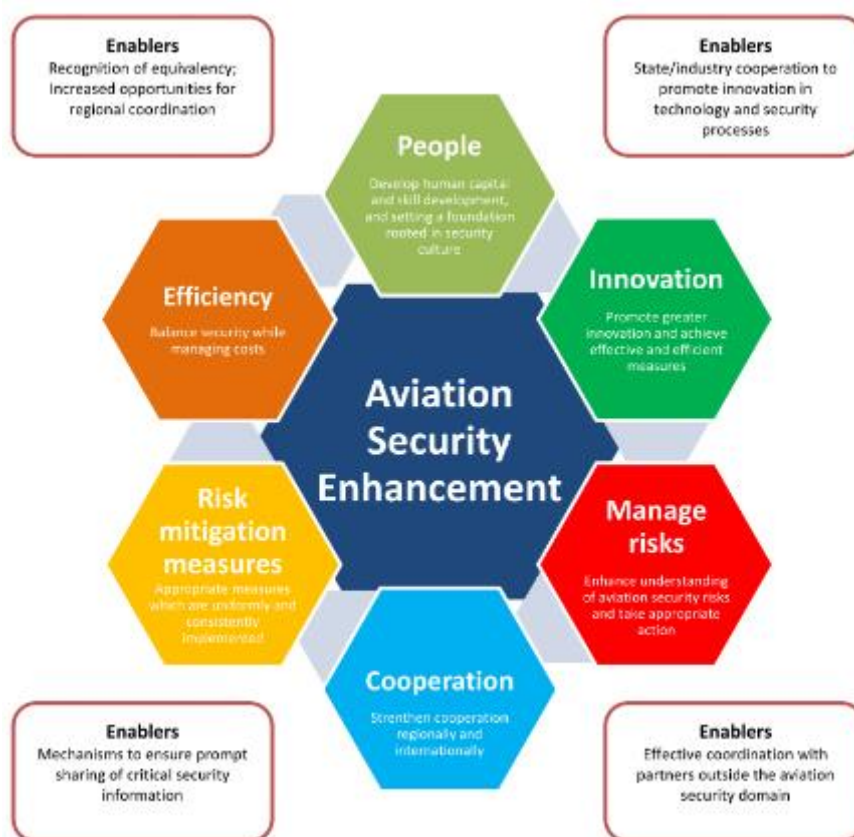 Enablers
Recognition of equivalency;
Increased opportunities for
regional coordination
Enablers
State/industry cooperation to
promote innovation in
technology and security
processes
People
Develop human capital
and skill development,
and setting a foundation
rooted in security
culture
Efficiency
Balance security while
managing costs
Innovation
Promote greater
innovation and achieve
effective and efficient
measures
Aviation
Security
Enhancement
Risk
mitigation
measures
Appropriate measures
which are uniformly and
consistently
implemented
Manage
risks
Enhance understanding
of aviation security risks
and take appropriate
action
Cooperation
Strenthen cooperation
regionally and
internationally
Enablers
Mechanisms to ensure prompt
sharing of critical security
information
Enablers
Effective coordination with
partners outside the aviation
security domain